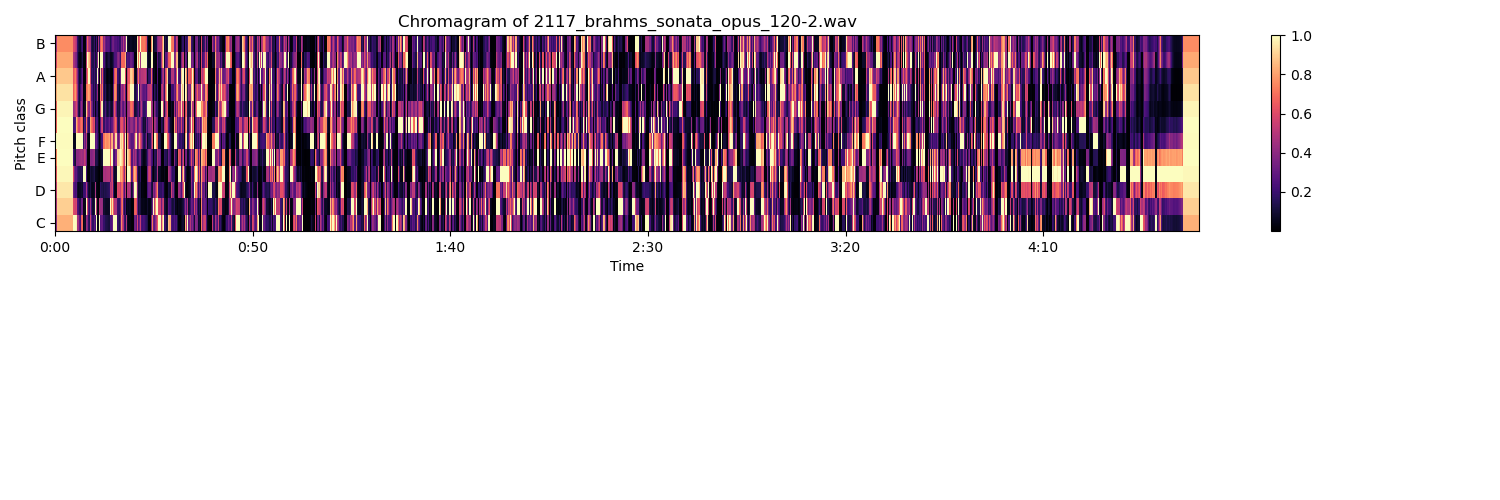 Chromagram of 2117_brahms_sonata_opus_120-2.wav
Pitch class
B
A
G
F
E
D
C
0:00 0:50 1:40 2:30 3:20 4:10
Time
1.0
0.8
0.6
0.4
0.2